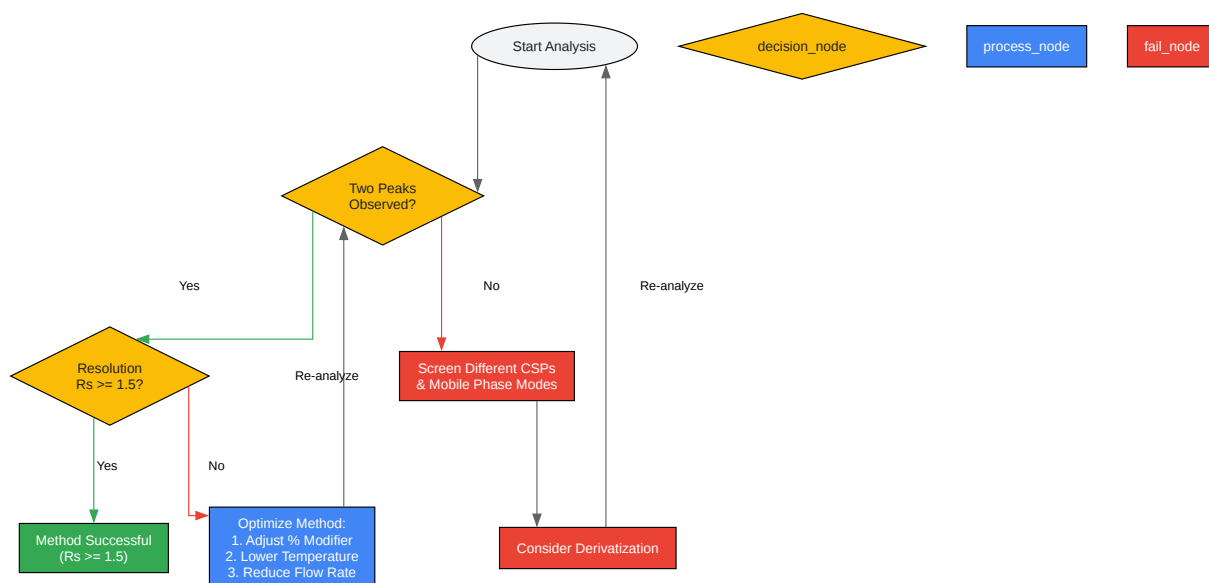 Start Analysis
decision_node
process_node
fail_node
Two Peaks
Observed?
Yes
No
Re-analyze
Resolution
Rs >= 1.5?
Re-analyze
Screen Different CSPs
& Mobile Phase Modes
Yes
No
Method Successful
(Rs >= 1.5)
Optimize Method:
1. Adjust % Modifier
2. Lower Temperature
3. Reduce Flow Rate
Consider Derivatization